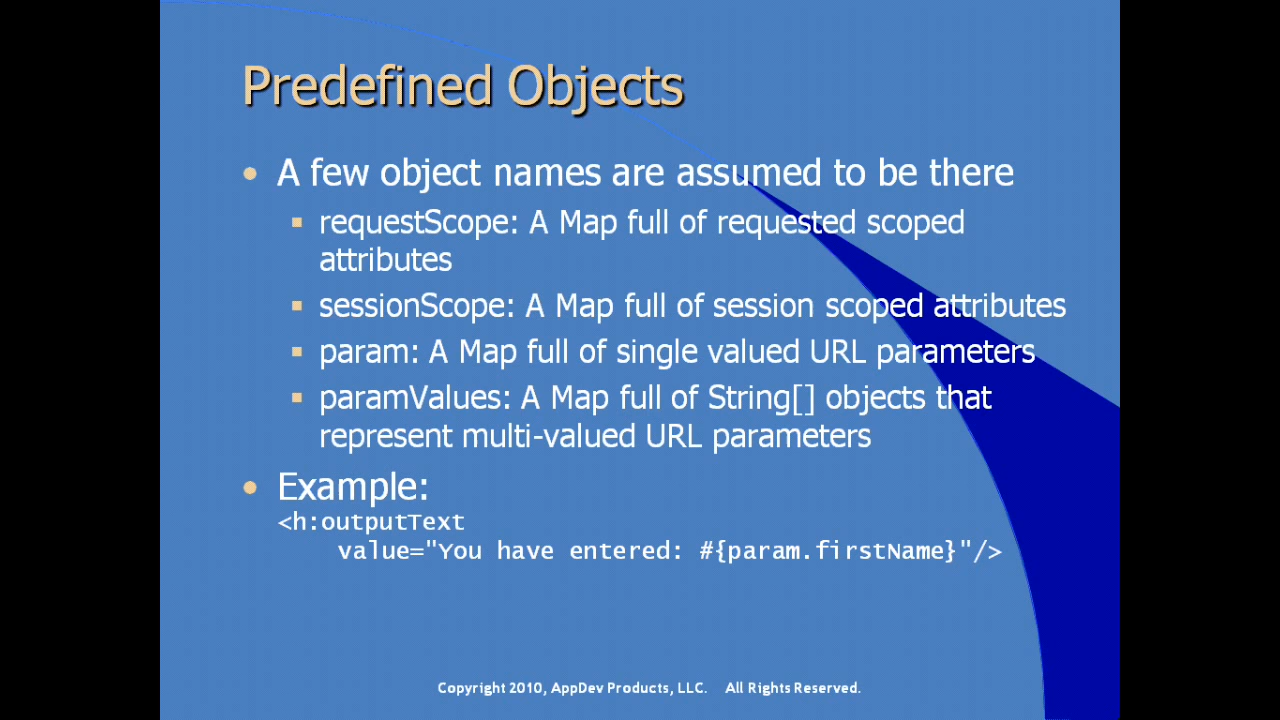 Predefined Objects
A few object names are assumed to be there
requestScope: A Map full of requested scoped
attributes
sessionScope: A Map full of session scoped attributes
param: A Map full of single valued URL parameters
paramValues: A Map full of String[] objects that
represent multi-valued URL parameters
Example:
<h:outputText
value="You have entered: #{param.firstName}"/>
Copyright 2010, AppDev Products, LLC. All Rights Reserved.